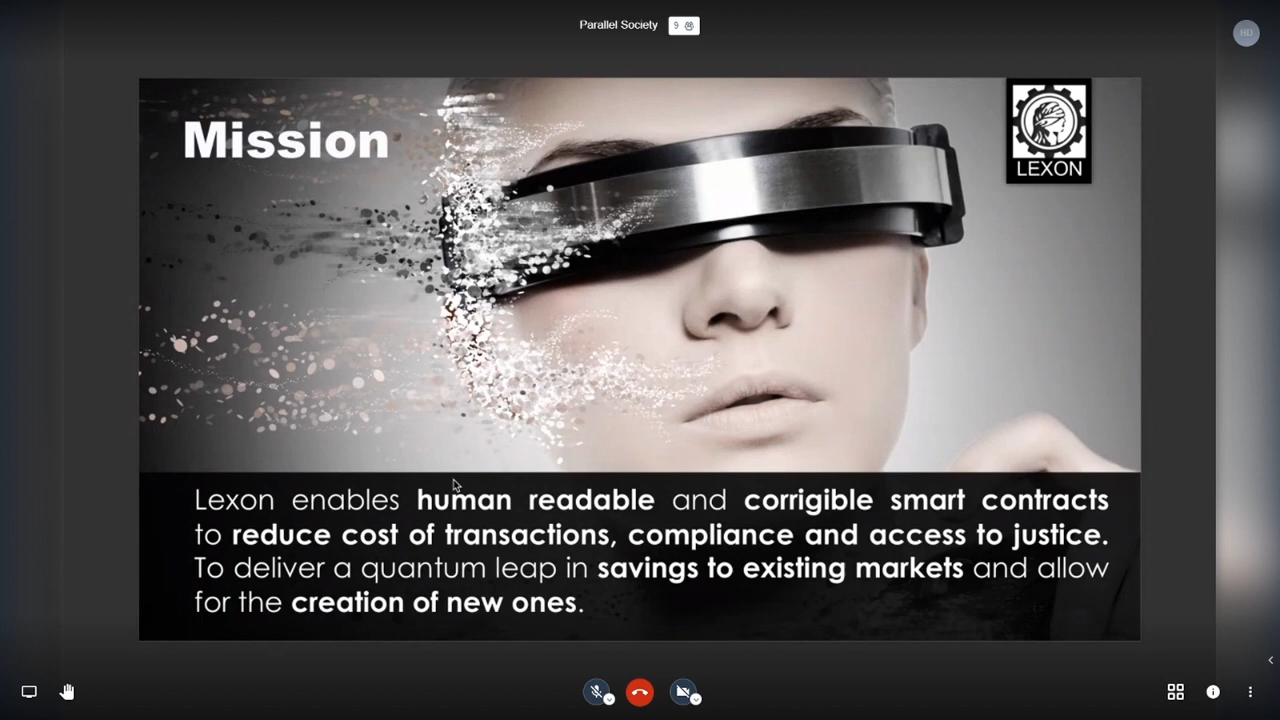 Parallel Society 9
HD
Mission
LEXON
Lexon enables human readable and corrigible smart contracts
to reduce cost of transactions, compliance and access to justice.
To deliver a quantum leap in savings to existing markets and allow
for the creation of new ones.